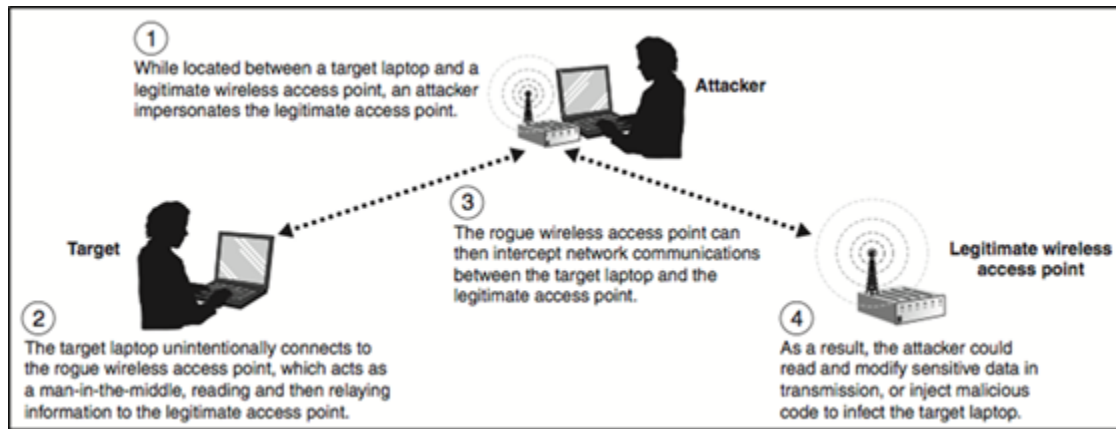 1
While located between a target laptop and a
legitimate wireless access point, an attacker
impersonates the legitimate access point.
Attacker
Target
2
The target laptop unintentionally connects to
the rogue wireless access point, which acts as
a man-in-the-middle, reading and then relaying
information to the legitimate access point.
3
The rogue wireless access point can
then intercept network communications
between the target laptop and the
legitimate access point.
Legitimate wireless
access point
4
As a result, the attacker could
read and modify sensitive data in
transmission, or inject malicious
code to infect the target laptop.